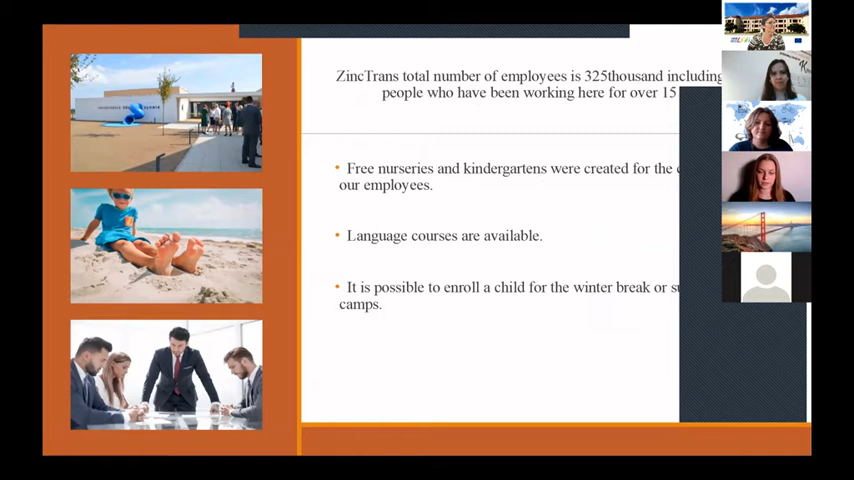 ZincTrans total number of employees is 325thousand including
people who have been working here for over 15
Free nurseries and kindergartens were created for the
our employees.
Language courses are available.
It is possible to enroll a child for the winter break or
camps.